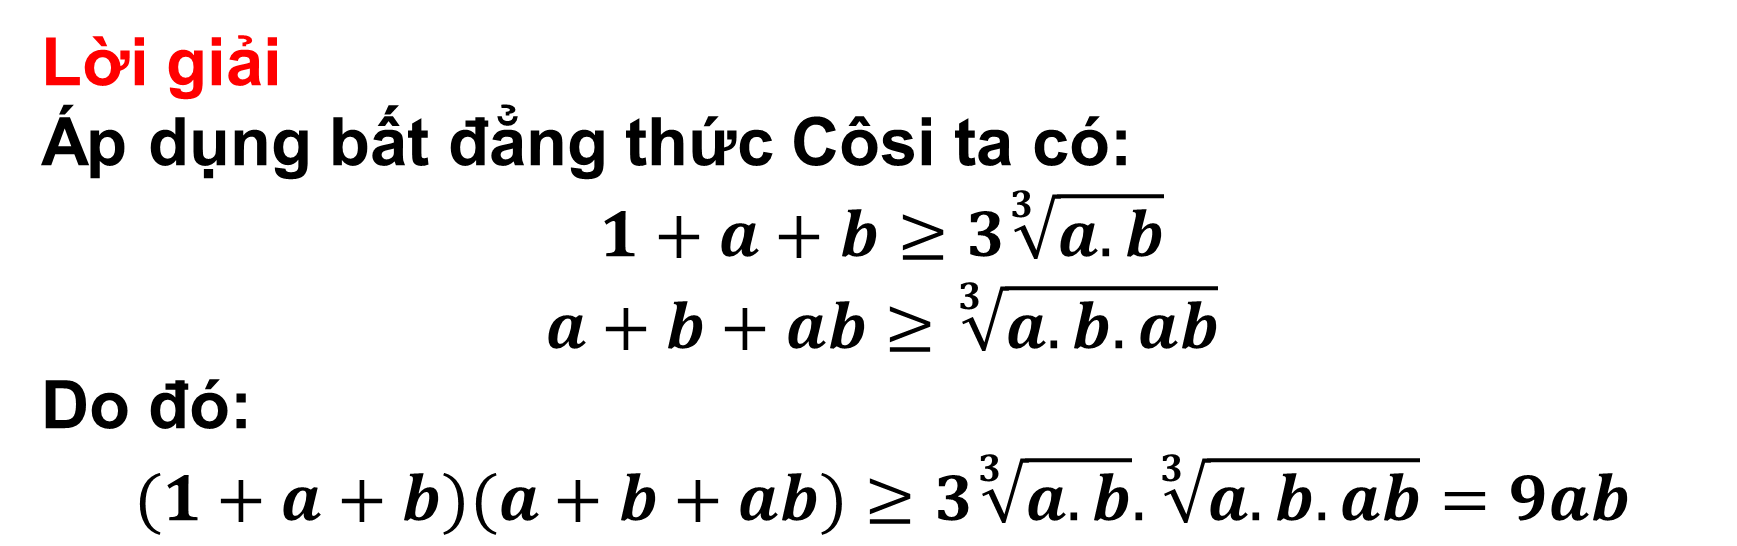 Lời giải
Áp dụng bất đẳng thức Côsi ta có:
1 + a + b ≥ 3∛(a. b)
a + b + ab ≥ ∛(a. b. ab)
Do đó:
(1 + a + b)(a + b + ab) ≥ 3∛(a. b). ∛(a. b. ab) = 9ab